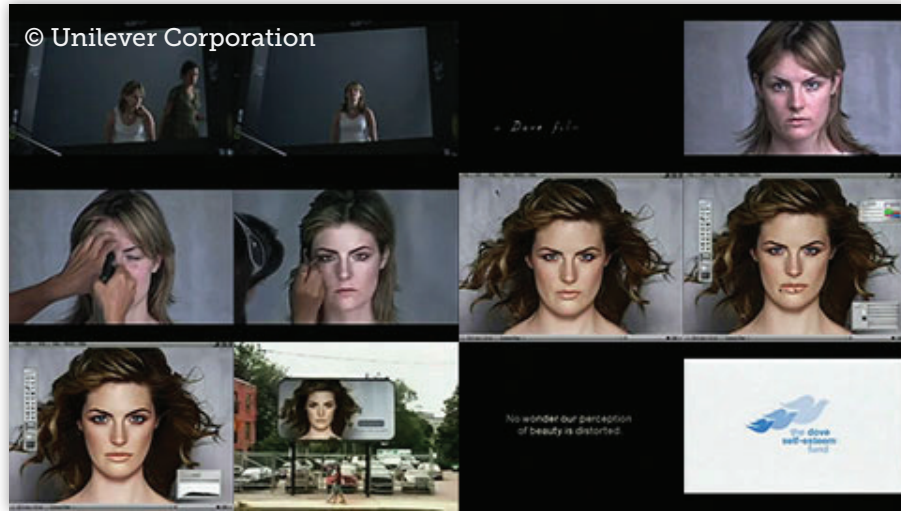 © Unilever Corporation
a Dove film
No wonder our perception
of beauty is distorted.
the dove
self-esteem
fund